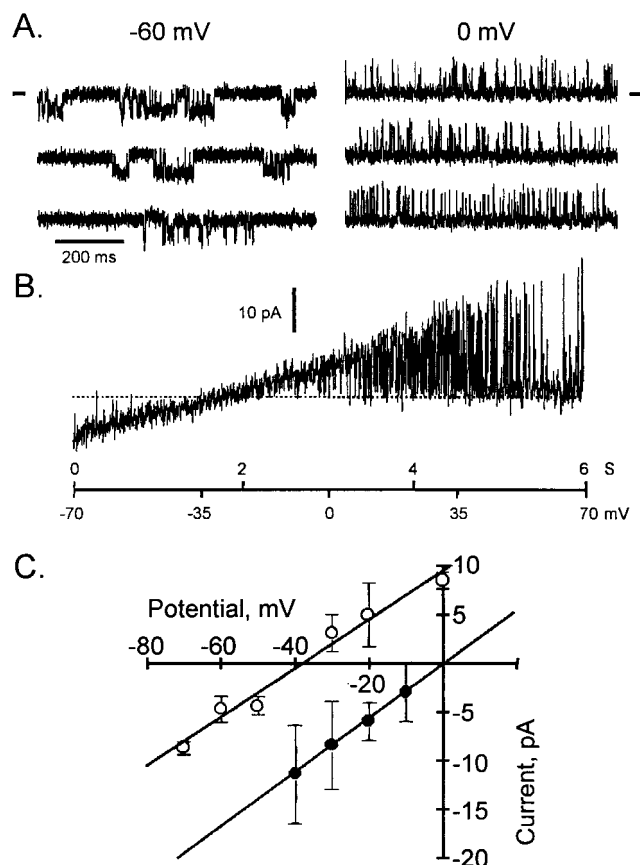 A.
-60 mV 0 mV
200 ms
B.
10 pA
0 2 4 6 S
-70 -35 0 35 70 mV
C.
Potential, mV
-80 -60 -40 -20
10
5
-5
-10
-15
-20
Current, pA